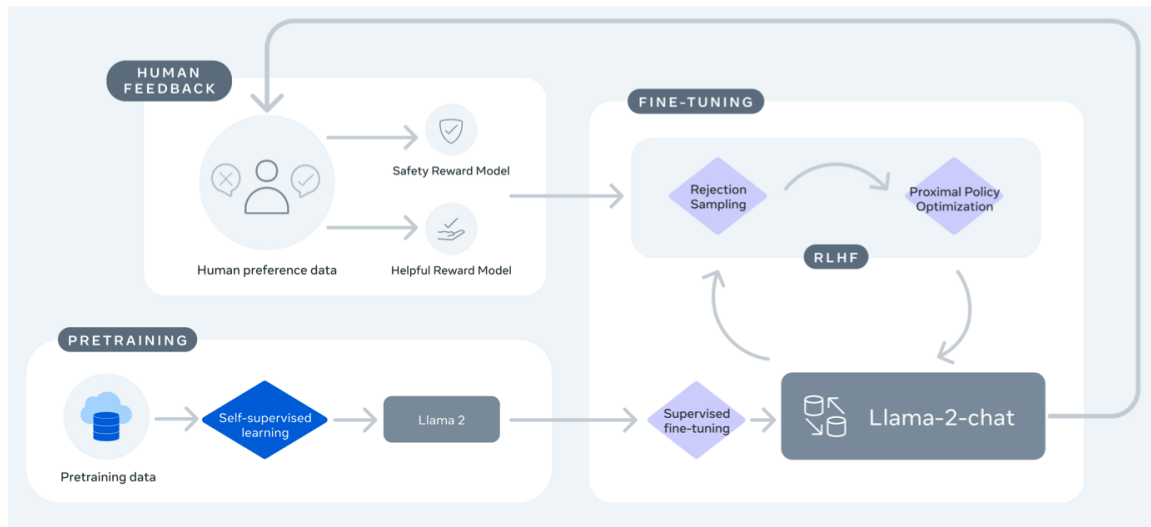 HUMAN
FEEDBACK
Safety Reward Model
Human preference data
Helpful Reward Model
FINE-TUNING
Rejection
Sampling
Proximal Policy
Optimization
RLHF
PRETRAINING
Pretraining data
Self-supervised
learning
Llama 2
Supervised
fine-tuning
Llama-2-chat